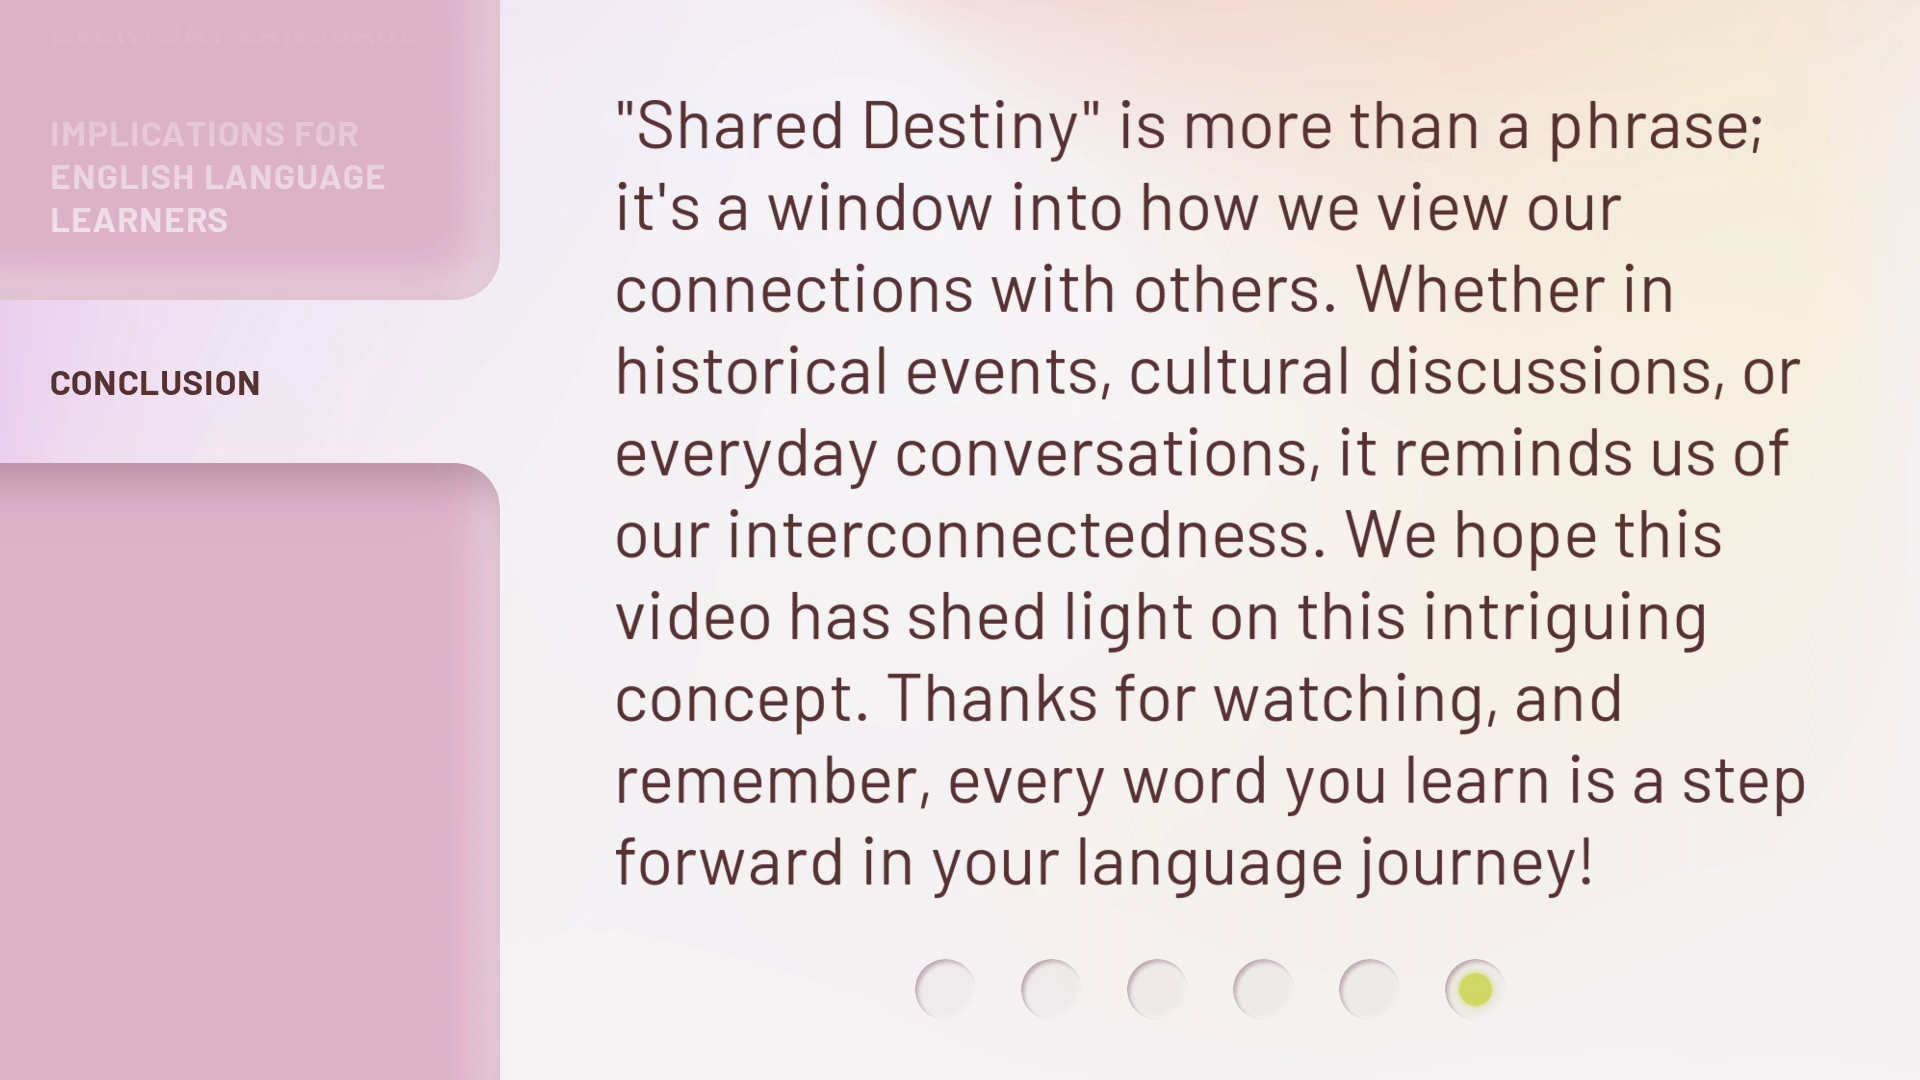 EVERYDAY LANGUAGE
IMPLICATIONS FOR
ENGLISH LANGUAGE
LEARNERS
CONCLUSION
"Shared Destiny" is more than a phrase;
it's a window into how we view our
connections with others. Whether in
historical events, cultural discussions, or
everyday conversations, it reminds us of
our interconnectedness. We hope this
video has shed light on this intriguing
concept. Thanks for watching, and
remember, every word you learn is a step
forward in your language journey!